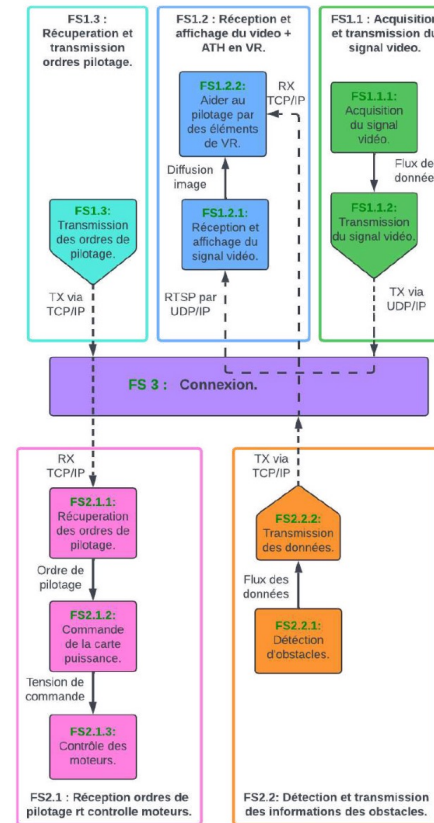 FS1.3 :
Récuperation et
transmission
ordres pilotage.
FS1.3:
Transmission
des ordres de
pilotage.
TX via
TCP/IP
FS1.2 : Réception et
affichage du video +
ATH en VR.
FS1.2.2:
Aider au
pilotage par
des éléments
de VR.
RX
TCP/IP
Diffusion
image
FS1.2.1:
Réception et
affichage du
signal vidéo.
RTSP par
UDP/IP
FS1.1 : Acquisition
et transmission du
signal video.
FS1.1.1:
Acquisition
du signal
vidéo.
Flux de
donnée
FS1.1.2:
Transmission
du signal vidéo.
TX via
UDP/IP
FS 3 : Connexion.
RX
TCP/IP
FS2.1.1:
Récuperation
des ordres de
pilotage.
Ordre de
pilotage
FS2.1.2:
Commande
de la carte
puissance.
Tension de
commande
FS2.1.3:
Contrôle des
moteurs.
FS2.1 : Réception ordres de
pilotage rt controlle moteurs.
TX via
TCP/IP
FS2.2.2:
Transmission
des données.
Flux des
données
FS2.2.1:
Détéction
d'obstacles.
FS2.2: Détection et transmission
des informations des obstacles.